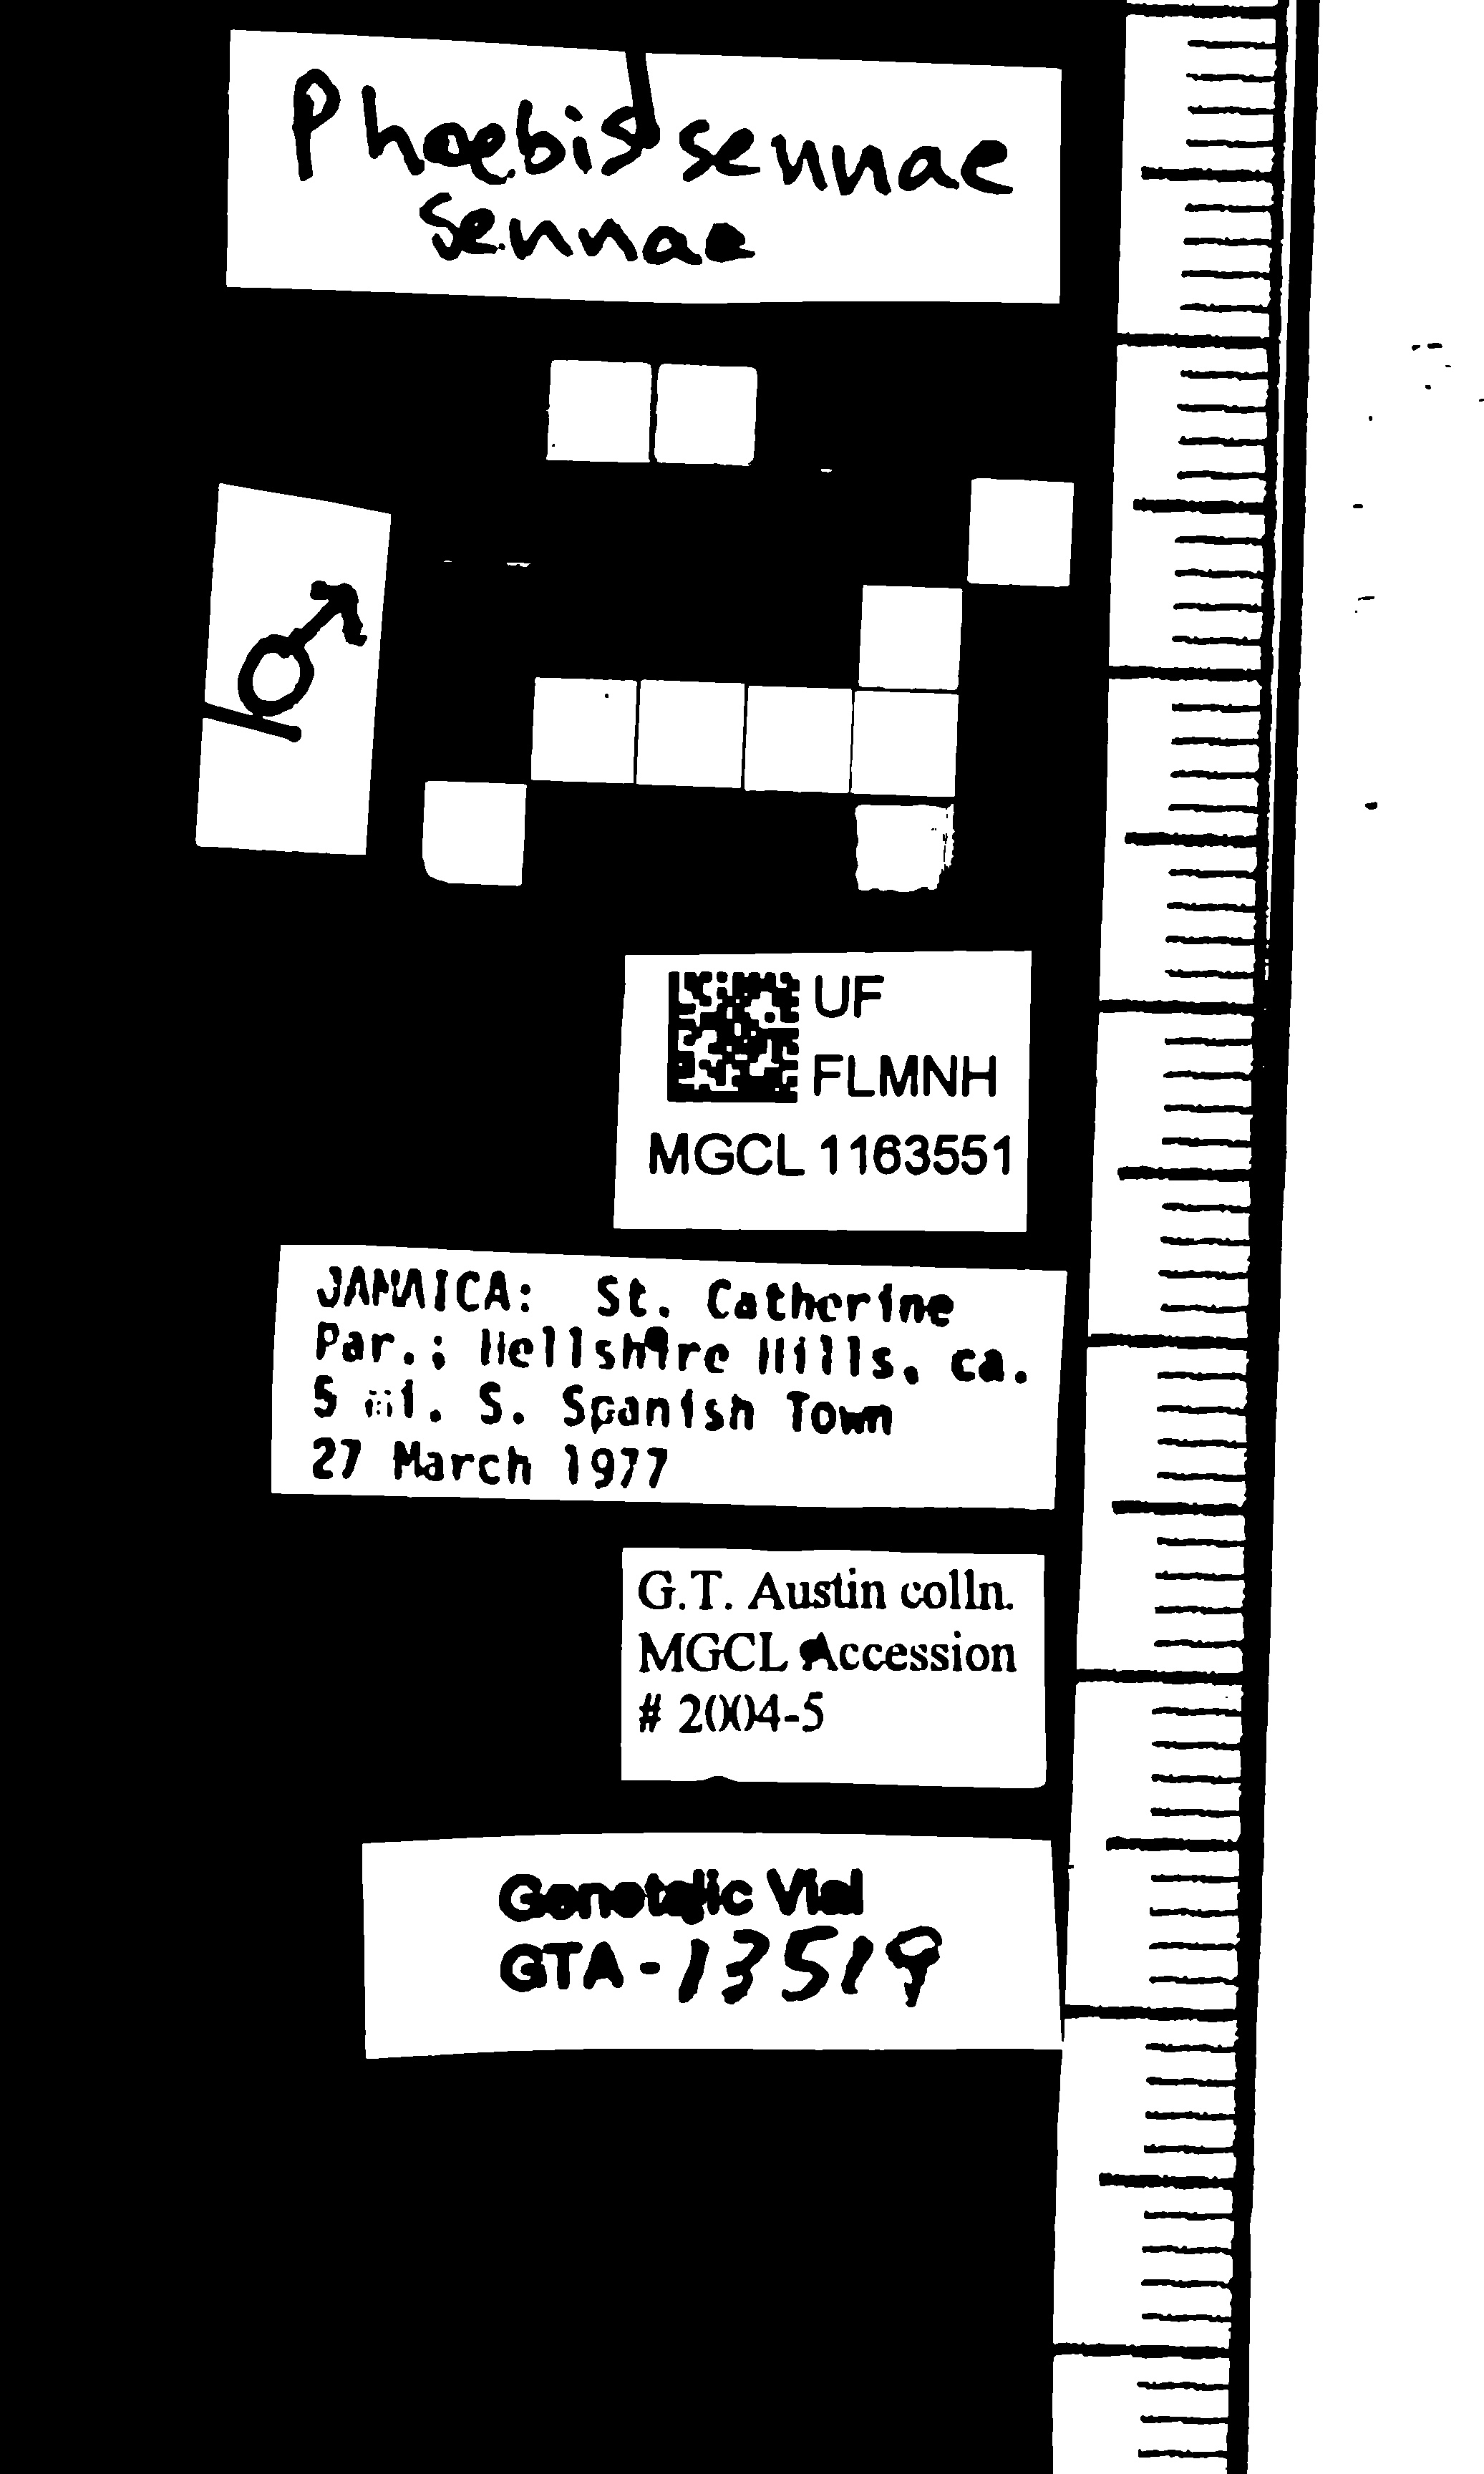 Phoebis sennae
sennae
♂
UF
FLMNH
MGCL 1163551
JAMAICA: St. Catherine
Par.; Hellshire Hills, ca.
5 mi. S. Spanish Town
27 March 1977
G.T. Austin colln.
MGCL Accession
# 2004-5
Genetalic Vial
GTA-13519